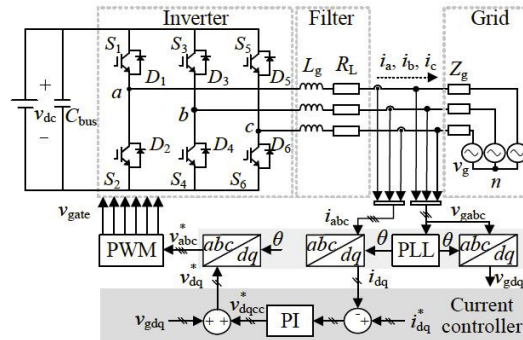 Inverter Filter Grid
S1 S3 S5
D1 D3 D5
Lg RL ia, ib, ic Zg
+ vdc − Cbus
a
b
c
D2 D4 D6
S2 S4 S6
vg
n
vgate
iabc vgabc
PWM v*abc abc dq θ abc dq θ PLL θ abc dq
v*dq idq vgdq
vgdq + + v*dqcc PI - + i*dq
Current
controller